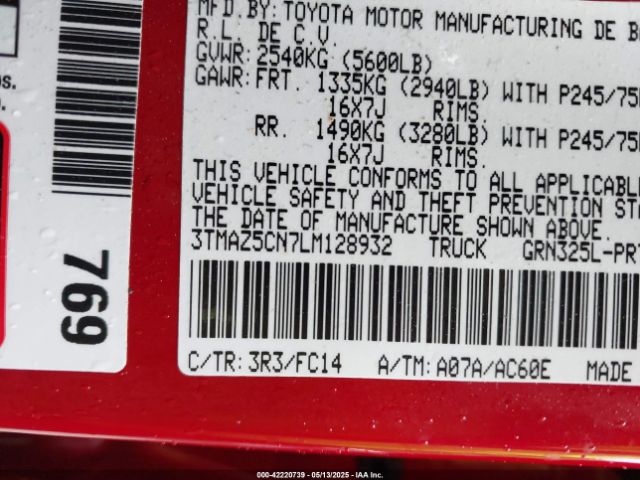 MFD. BY: TOYOTA MOTOR MANUFACTURING DE
R.L. DE C.V
GVWR: 2540KG (5600LB)
GAWR: FRT. 1335KG (2940LB) WITH P245/75
16X7J RIMS.
RR. 1490KG (3280LB) WITH P245/75
16X7J RIMS.
THIS VEHICLE CONFORMS TO ALL APPLICABLE
VEHICLE SAFETY AND THEFT PREVENTION
THE DATE OF MANUFACTURE SHOWN ABOVE.
3TMAZ5CN7LM128932 TRUCK GRN325L-PR
C/TR: 3R3/FC14 A/TM: A07A/AC60E MADE
769
000-42220739 - 05/13/2025 - IAA Inc.